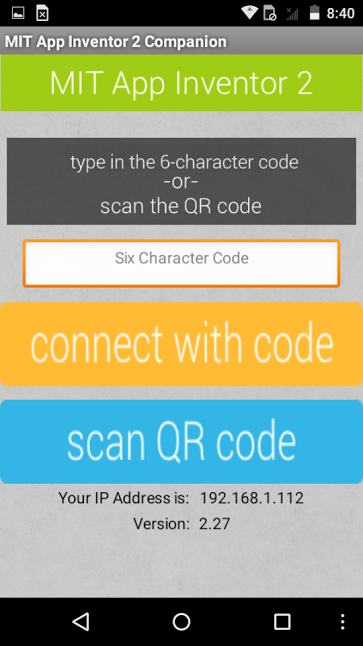 8:40
MIT App Inventor 2 Companion
MIT App Inventor 2
type in the 6-character code
-or-
scan the QR code
Six Character Code
connect with code
scan QR code
Your IP Address is: 192.168.1.112
Version: 2.27